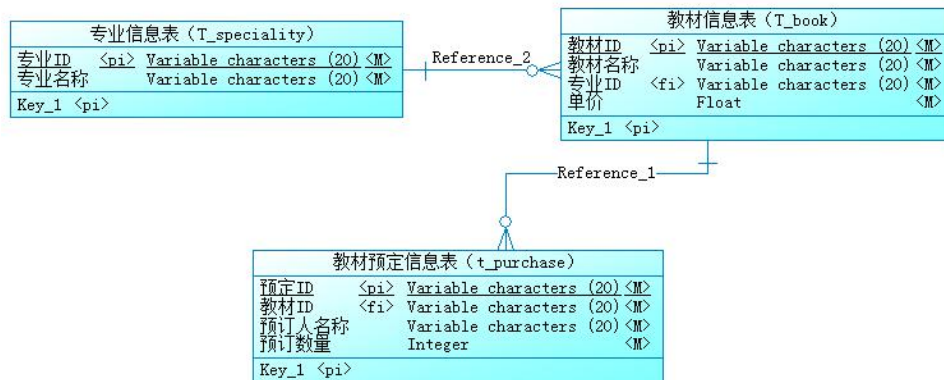 专业信息表（T_speciality）
专业ID <pi> Variable characters (20) <M>
专业名称 Variable characters (20) <M>
Key_1 <pi>
Reference_2
教材信息表（T_book）
教材ID <pi> Variable characters (20) <M>
教材名称 Variable characters (20) <M>
专业ID <fi> Variable characters (20) <M>
单价 Float <M>
Key_1 <pi>
Reference_1
教材预定信息表（t_purchase）
预定ID <pi> Variable characters (20) <M>
教材ID <fi> Variable characters (20) <M>
预订人名称 Variable characters (20) <M>
预订数量 Integer <M>
Key_1 <pi>